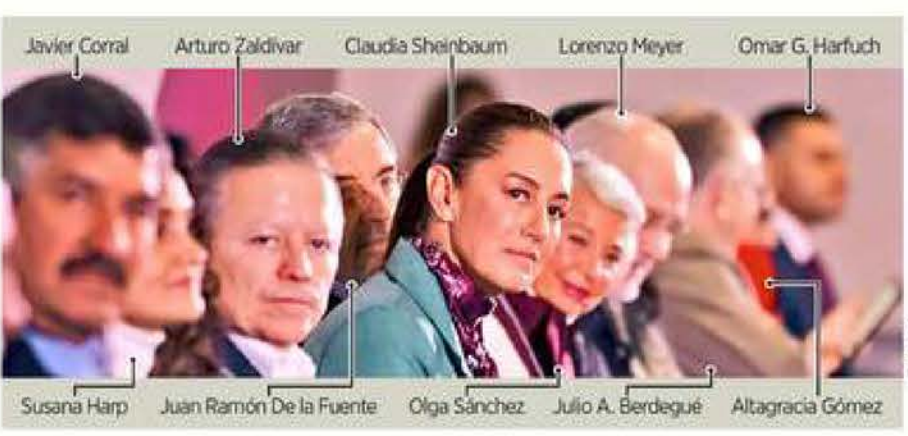 Javier Corral Arturo Zaldívar Claudia Sheinbaum Lorenzo Meyer Omar G. Harfuch
Susana Harp Juan Ramón De la Fuente Olga Sánchez Julio A. Berdegué Altagracia Gómez